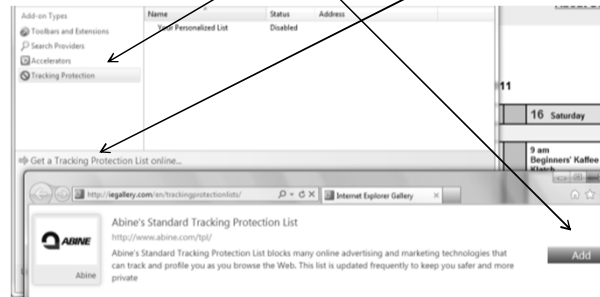 Add-on Types
Name Status Address
Toolbars and Extensions
Your Personalized List Disabled
Search Providers
Accelerators
Tracking Protection
11
16 Saturday
9 am
Beginners' Kaffee
Klatch
Get a Tracking Protection List online...
http://iegallery.com/en/trackingprotectionlists/
Internet Explorer Gallery
Abine's Standard Tracking Protection List
ABINE
http://www.abine.com/tpl/
Add
Abine's Standard Tracking Protection List blocks many online advertising and marketing technologies that
can track and profile you as you browse the Web. This list is updated frequently to keep you safer and more
Abine
private